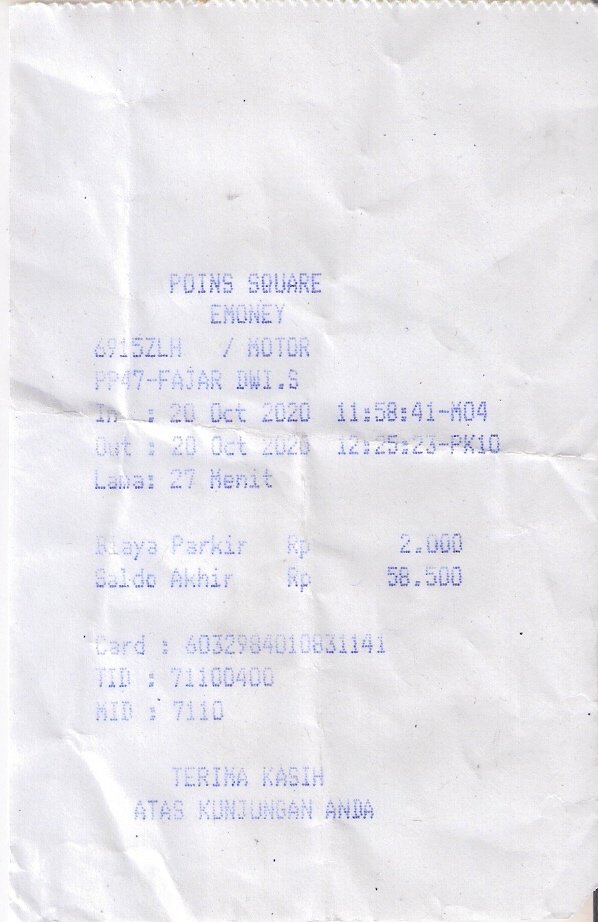 POINS SQUARE
EMONEY
6915ZLH / MOTOR
PP47-FAJAR DWI.S
In : 20 Oct 2020 11:58:41-M04
Out : 20 Oct 2020 12:25:23-PK10
Lama: 27 Menit
Biaya Parkir Rp 2.000
Saldo Akhir Rp 58.500
Card : 6032984010831141
TID : 71100400
MID : 7110
TERIMA KASIH
ATAS KUNJUNGAN ANDA